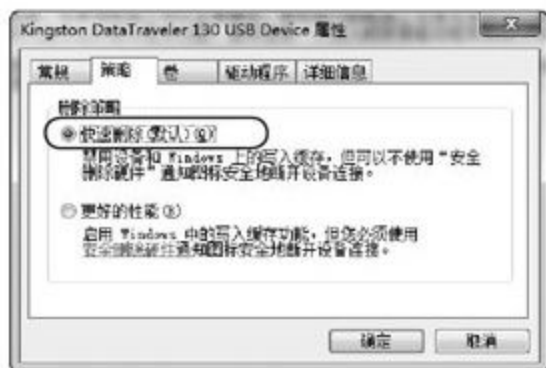 Kingston DataTraveler 130 USB Device 属性
常规 策略 卷 驱动程序 详细信息
删除策略
快速删除(默认)(Q)
禁用设备和 Windows 上的写入缓存，但可以不使用“安全
删除硬件”通知图标安全地断开设备连接。
更好的性能(B)
启用 Windows 中的写入缓存功能，但您必须使用
安全删除硬件通知图标安全地断开设备连接。
确定 取消